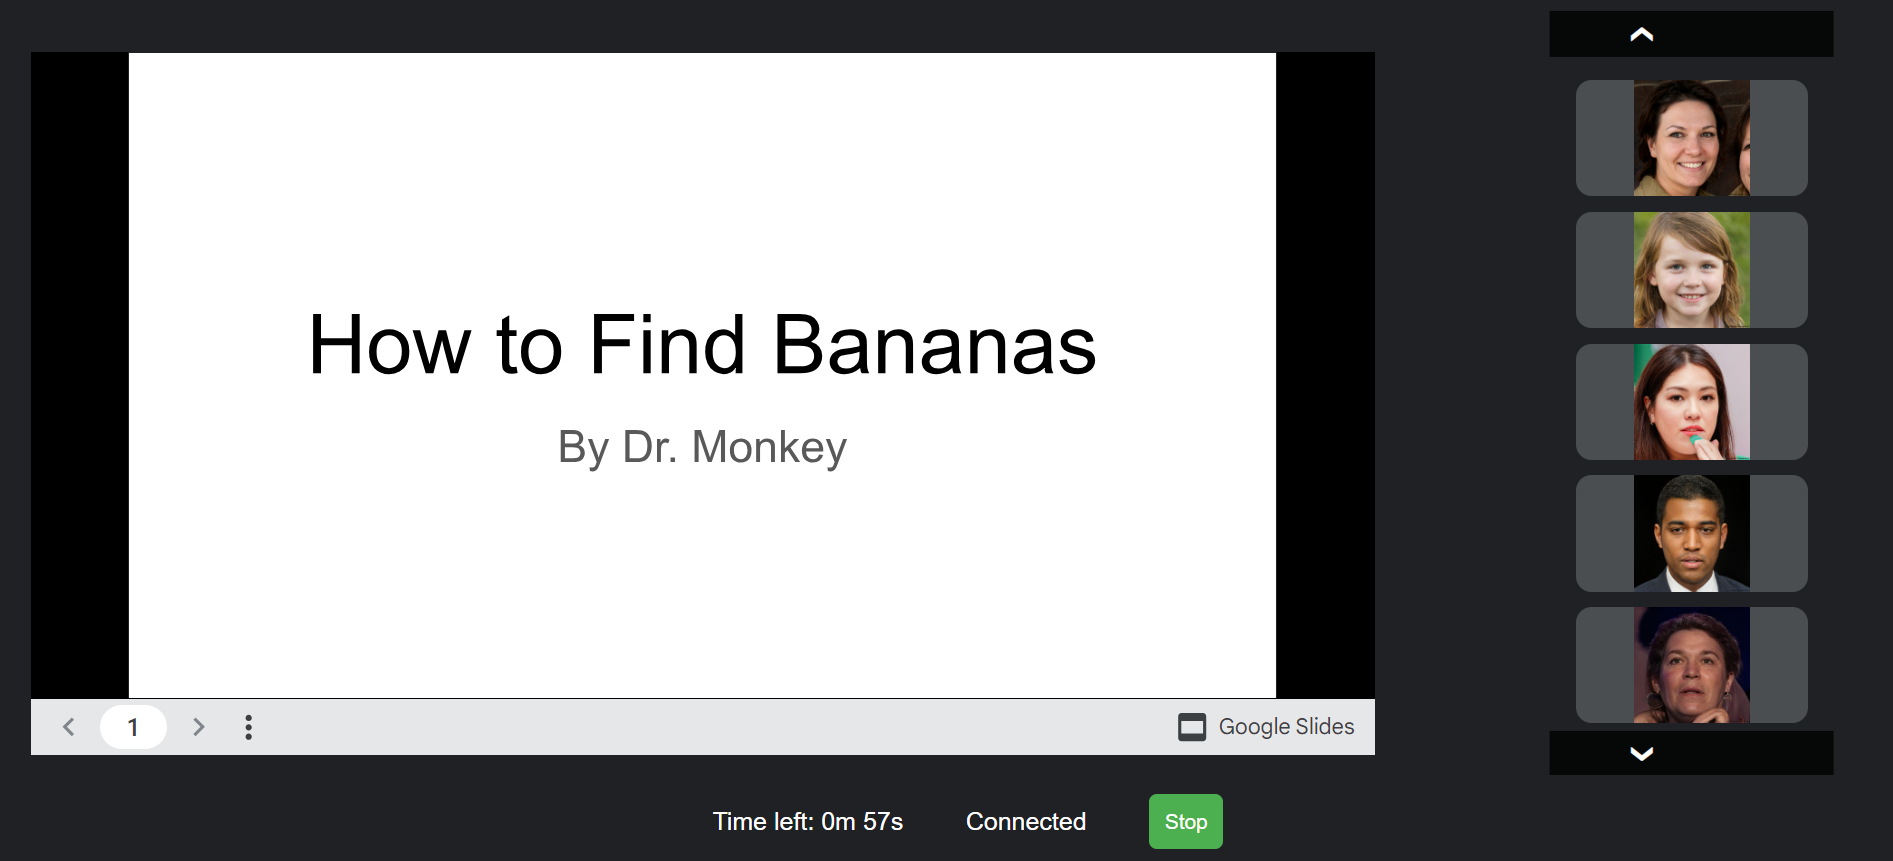 How to Find Bananas
By Dr. Monkey
1
Google Slides
Time left: 0m 57s
Connected
Stop